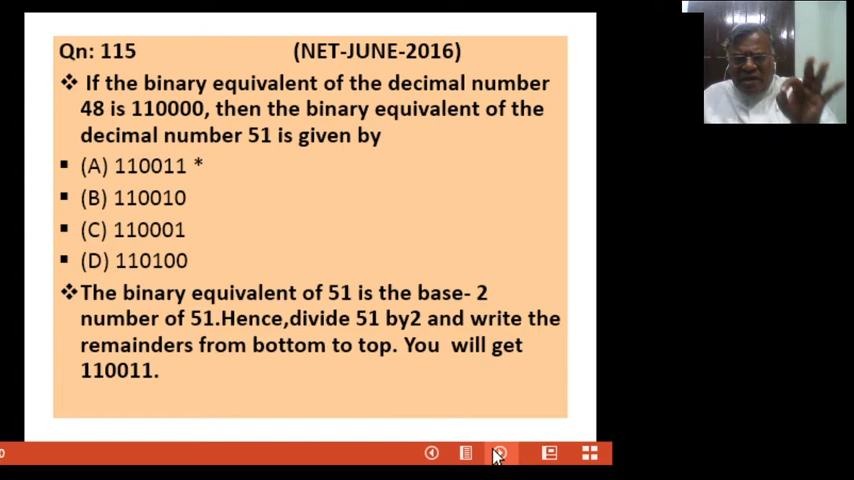 Qn: 115 (NET-JUNE-2016)
❖ If the binary equivalent of the decimal number
48 is 110000, then the binary equivalent of the
decimal number 51 is given by
▪ (A) 110011 *
▪ (B) 110010
▪ (C) 110001
▪ (D) 110100
❖The binary equivalent of 51 is the base- 2
number of 51.Hence,divide 51 by2 and write the
remainders from bottom to top. You will get
110011.
0